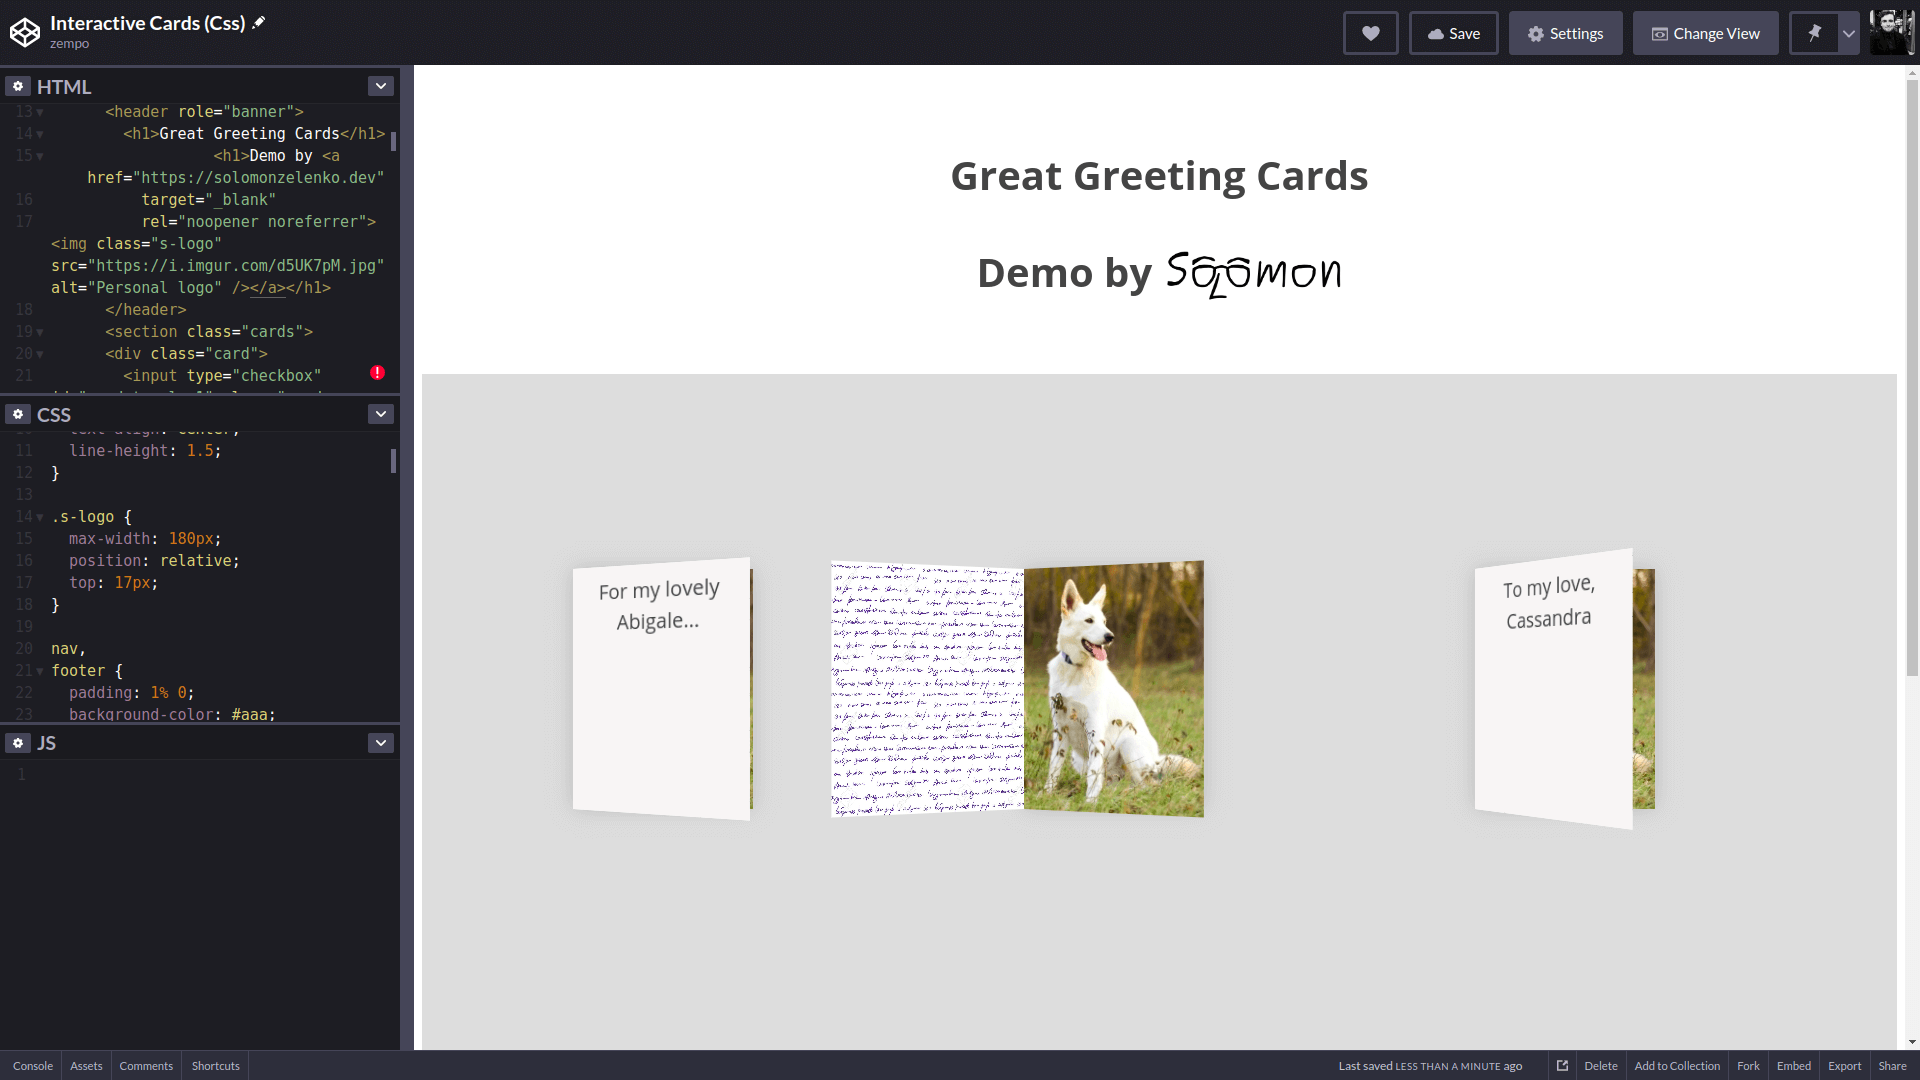 Interactive Cards (Css)
zempo
Save
Settings
Change View
HTML
13 <header role="banner">
14 <h1>Great Greeting Cards</h1>
15 <h1>Demo by <a
href="https://solomonzelenko.dev"
16 target="_blank"
17 rel="noopener noreferrer">
<img class="s-logo"
src="https://i.imgur.com/d5UK7pM.jpg"
alt="Personal logo" /></a></h1>
18 </header>
19 <section class="cards">
20 <div class="card">
21 <input type="checkbox"
CSS
11 line-height: 1.5;
12 }
13
14 .s-logo {
15 max-width: 180px;
16 position: relative;
17 top: 17px;
18 }
19
20 nav,
21 footer {
22 padding: 1% 0;
23 background-color: #aaa;
JS
1
Great Greeting Cards
Demo by Solomon
For my lovely
Abigale...
To my love,
Cassandra
Console
Assets
Comments
Shortcuts
Last saved LESS THAN A MINUTE ago
Delete
Add to Collection
Fork
Embed
Export
Share